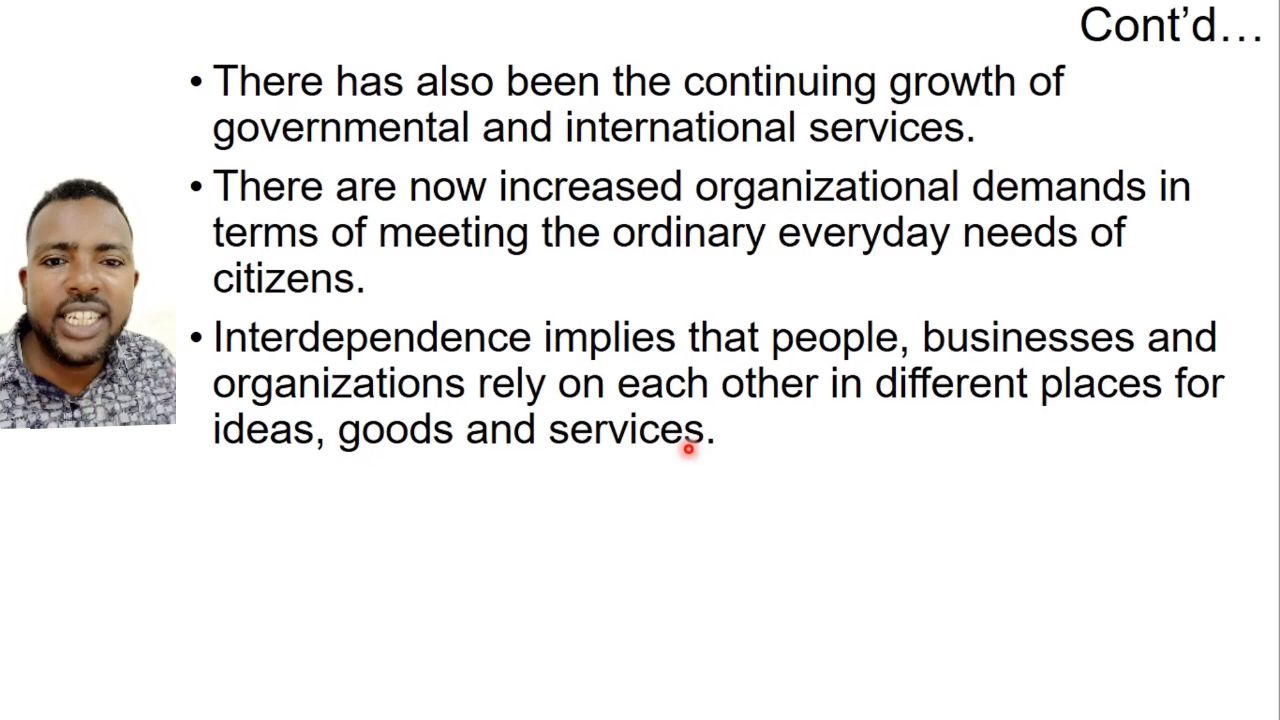 Cont’d…
• There has also been the continuing growth of
governmental and international services.
• There are now increased organizational demands in
terms of meeting the ordinary everyday needs of
citizens.
• Interdependence implies that people, businesses and
organizations rely on each other in different places for
ideas, goods and services.